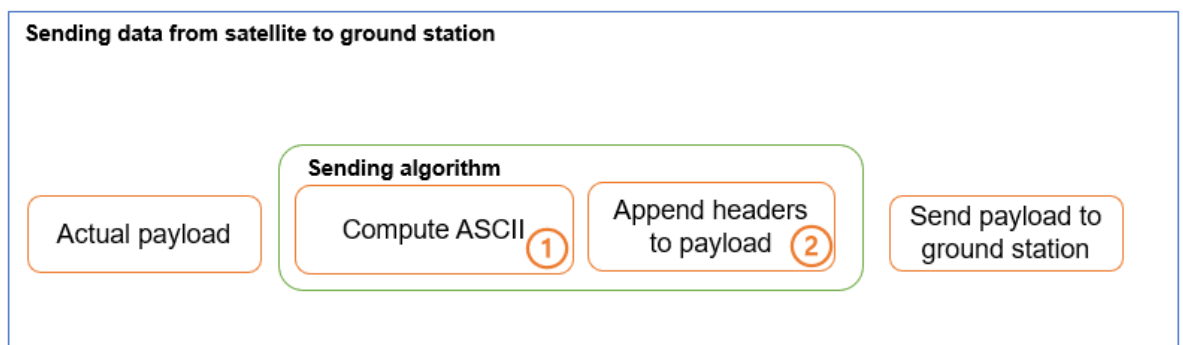 Sending data from satellite to ground station
Sending algorithm
Actual payload
Compute ASCII
1
Append headers
to payload
2
Send payload to
ground station